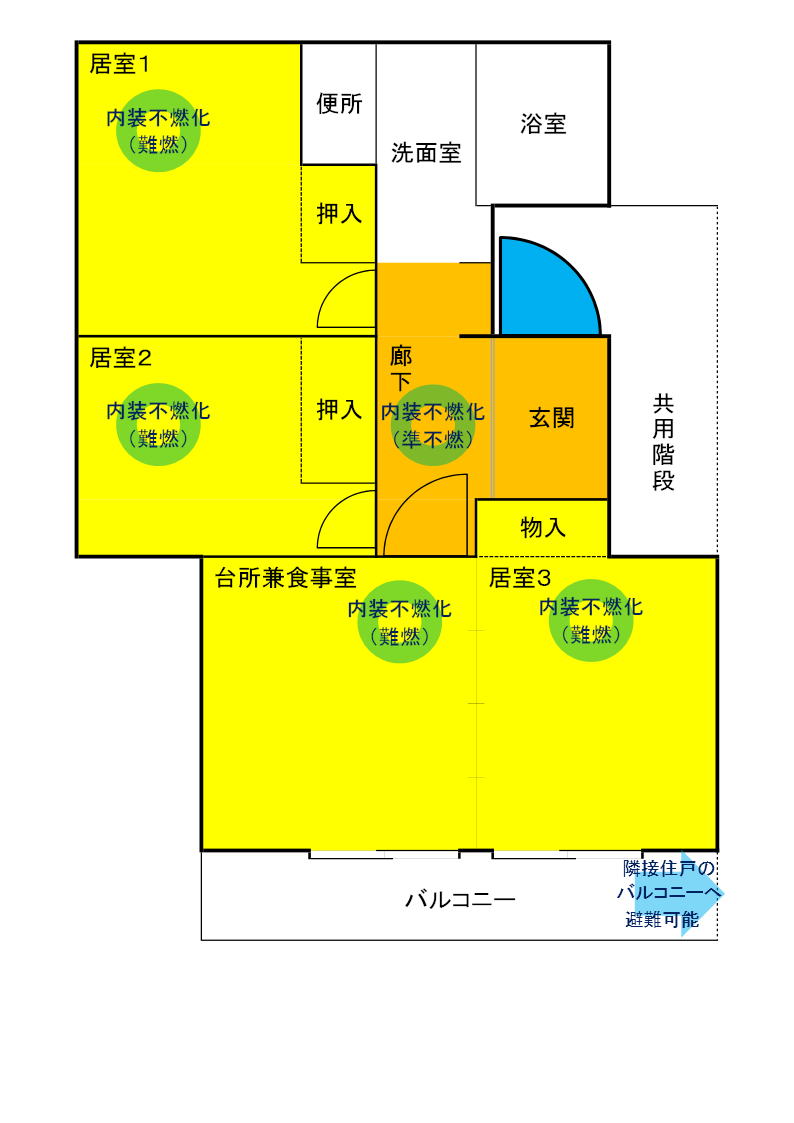 居室１
内装不燃化
（難燃）
便所
洗面室
浴室
押入
居室２
内装不燃化
（難燃）
押入
廊
下
内装不燃化
（準不燃）
玄関
共
用
階
段
物入
台所兼食事室
内装不燃化
（難燃）
居室３
内装不燃化
（難燃）
バルコニー
隣接住戸の
バルコニーへ
避難可能